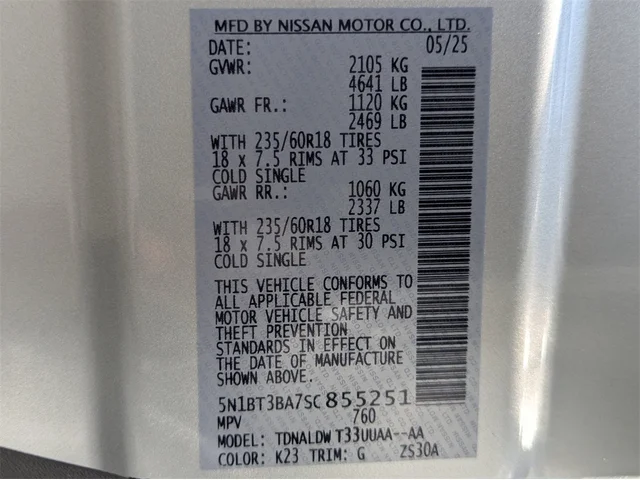 MFD BY NISSAN MOTOR CO., LTD.
DATE: 05/25
GVWR: 2105 KG
4641 LB
GAWR FR.: 1120 KG
2469 LB
WITH 235/60R18 TIRES
18 x 7.5 RIMS AT 33 PSI
COLD SINGLE
GAWR RR.: 1060 KG
2337 LB
WITH 235/60R18 TIRES
18 x 7.5 RIMS AT 30 PSI
COLD SINGLE
THIS VEHICLE CONFORMS TO
ALL APPLICABLE FEDERAL
MOTOR VEHICLE SAFETY AND
THEFT PREVENTION
STANDARDS IN EFFECT ON
THE DATE OF MANUFACTURE
SHOWN ABOVE.
5N1BT3BA7SC855251
MPV 760
MODEL: TDNALDW T33UUAA--AA
COLOR: K23 TRIM: G ZS30A